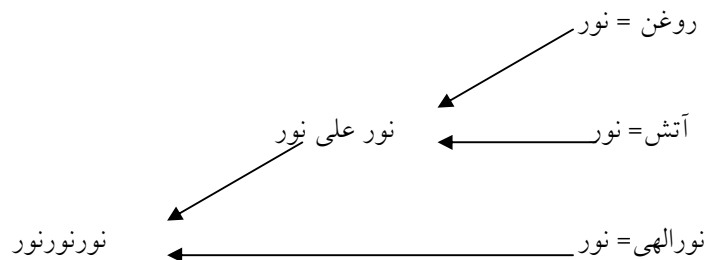 روغن = نور
آتش= نور نور علی نور
نورالهی= نور نورنورنور